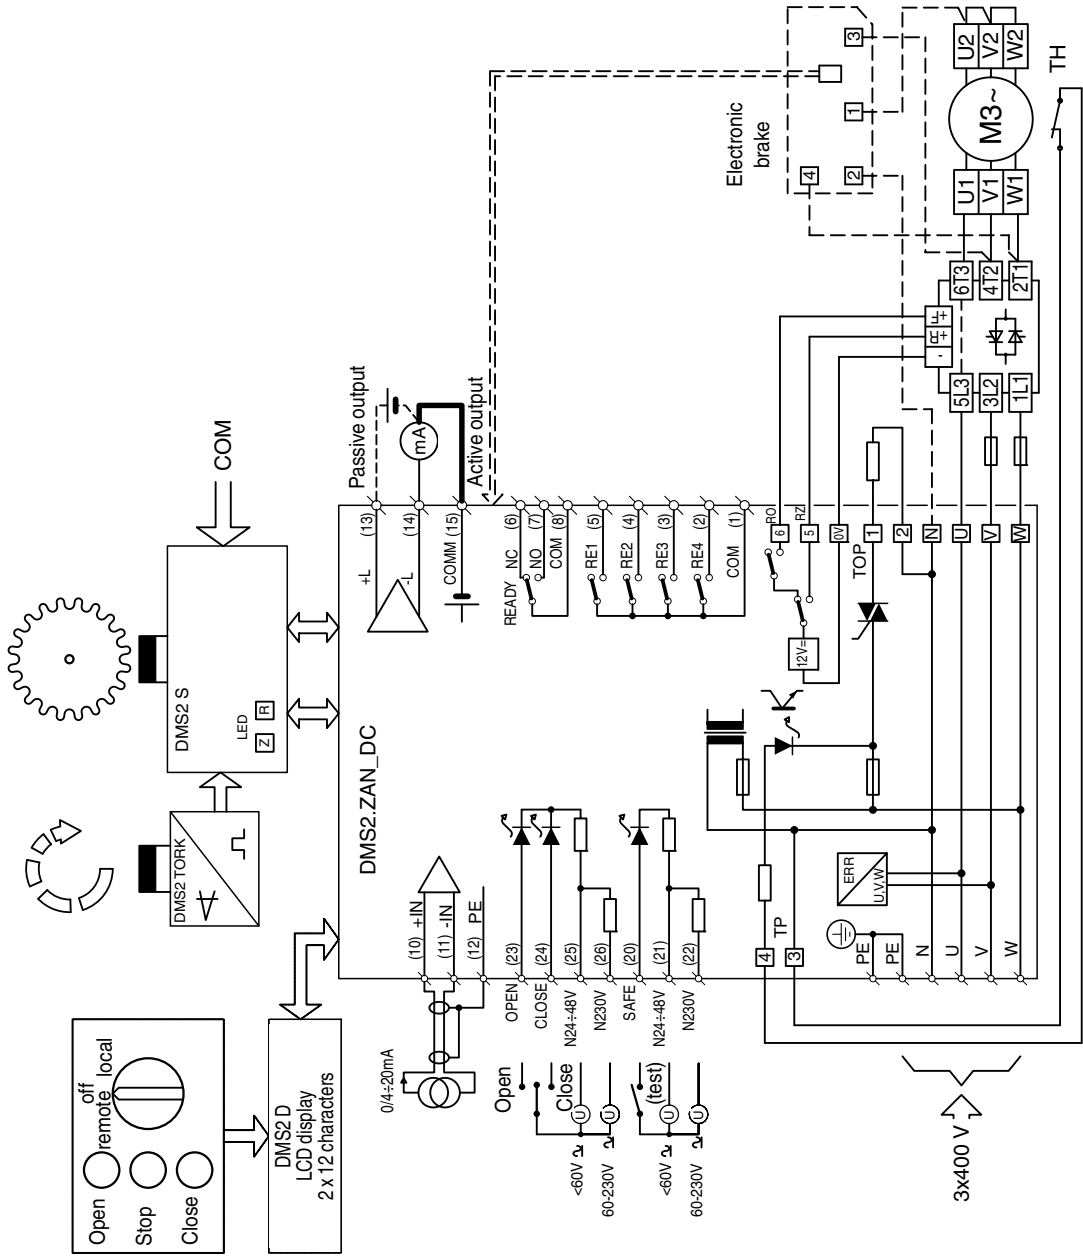 COM
DMS2 S
LED
Z
R
DMS2 TORK
off
remote
local
Open
Stop
Close
DMS2 D
LCD display
2 x 12 characters
DMS2.ZAN_DC
Passive output
Active output
mA
(13)
(14)
(15)
+L
-L
COMM
(6)
(7)
(8)
(5)
(4)
(3)
(2)
(1)
NC
NO
COM
READY
RE1
RE2
RE3
RE4
COM
RO
6
RZ
5
0V
12V=
TOP
1
2
N
U
V
W
Electronic
brake
3
1
4
2
U2
V2
W2
M3~
TH
U1
V1
W1
6T3
4T2
2T1
+F
+R
-
5L3
3L2
1L1
(10)
(11)
(12)
+IN
-IN
PE
0/4÷20mA
(23)
(24)
(25)
(26)
(20)
(21)
(22)
OPEN
CLOSE
N24÷48V
N230V
SAFE
N24÷48V
N230V
Open
Close
(test)
U
U
U
U
<60V
60-230V
<60V
60-230V
TP
4
3
ERR
U,V,W
PE
PE
N
U
V
W
3x400 V